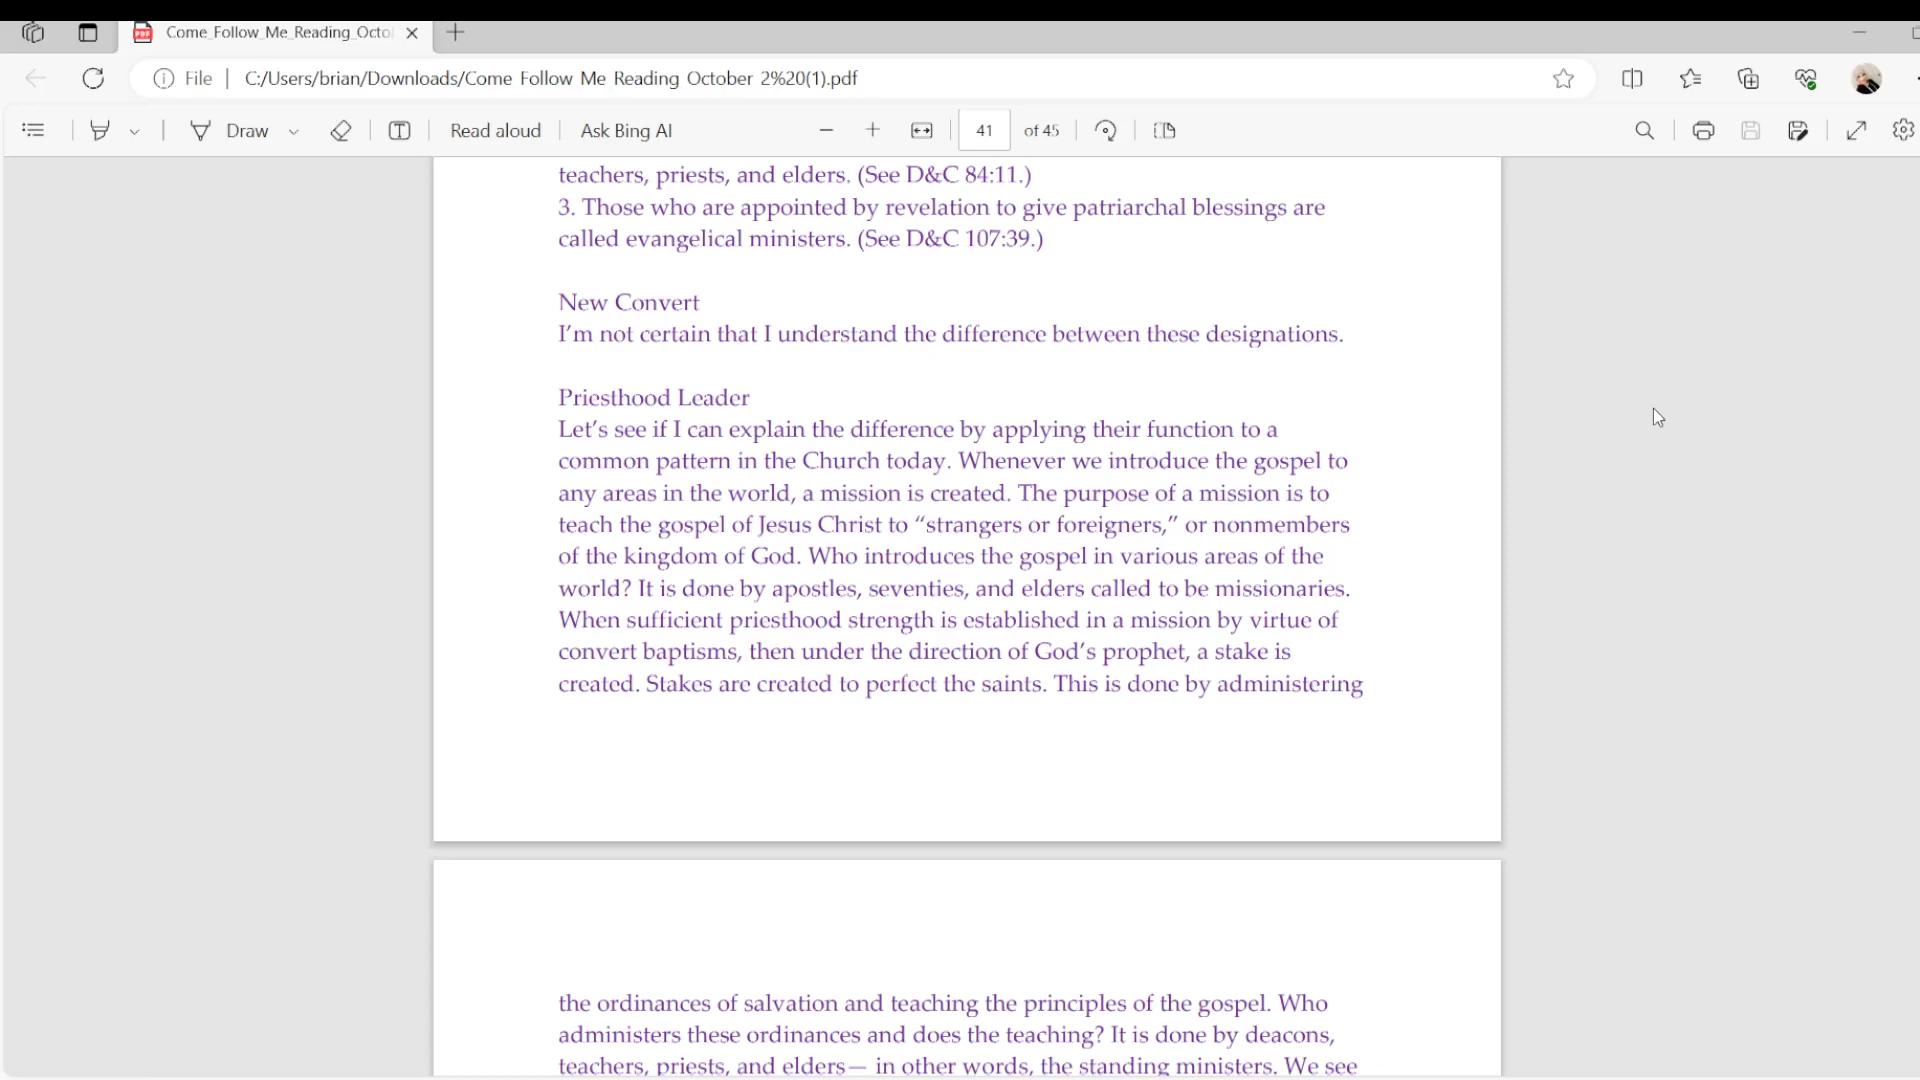 Come_Follow_Me_Reading_Octo
File
C:/Users/brian/Downloads/Come Follow Me Reading October 2%20(1).pdf
Draw
Read aloud
Ask Bing AI
41
of 45
teachers, priests, and elders. (See D&C 84:11.)
3. Those who are appointed by revelation to give patriarchal blessings are
called evangelical ministers. (See D&C 107:39.)
New Convert
I’m not certain that I understand the difference between these designations.
Priesthood Leader
Let’s see if I can explain the difference by applying their function to a
common pattern in the Church today. Whenever we introduce the gospel to
any areas in the world, a mission is created. The purpose of a mission is to
teach the gospel of Jesus Christ to “strangers or foreigners,” or nonmembers
of the kingdom of God. Who introduces the gospel in various areas of the
world? It is done by apostles, seventies, and elders called to be missionaries.
When sufficient priesthood strength is established in a mission by virtue of
convert baptisms, then under the direction of God’s prophet, a stake is
created. Stakes are created to perfect the saints. This is done by administering
the ordinances of salvation and teaching the principles of the gospel. Who
administers these ordinances and does the teaching? It is done by deacons,
teachers, priests, and elders— in other words, the standing ministers. We see